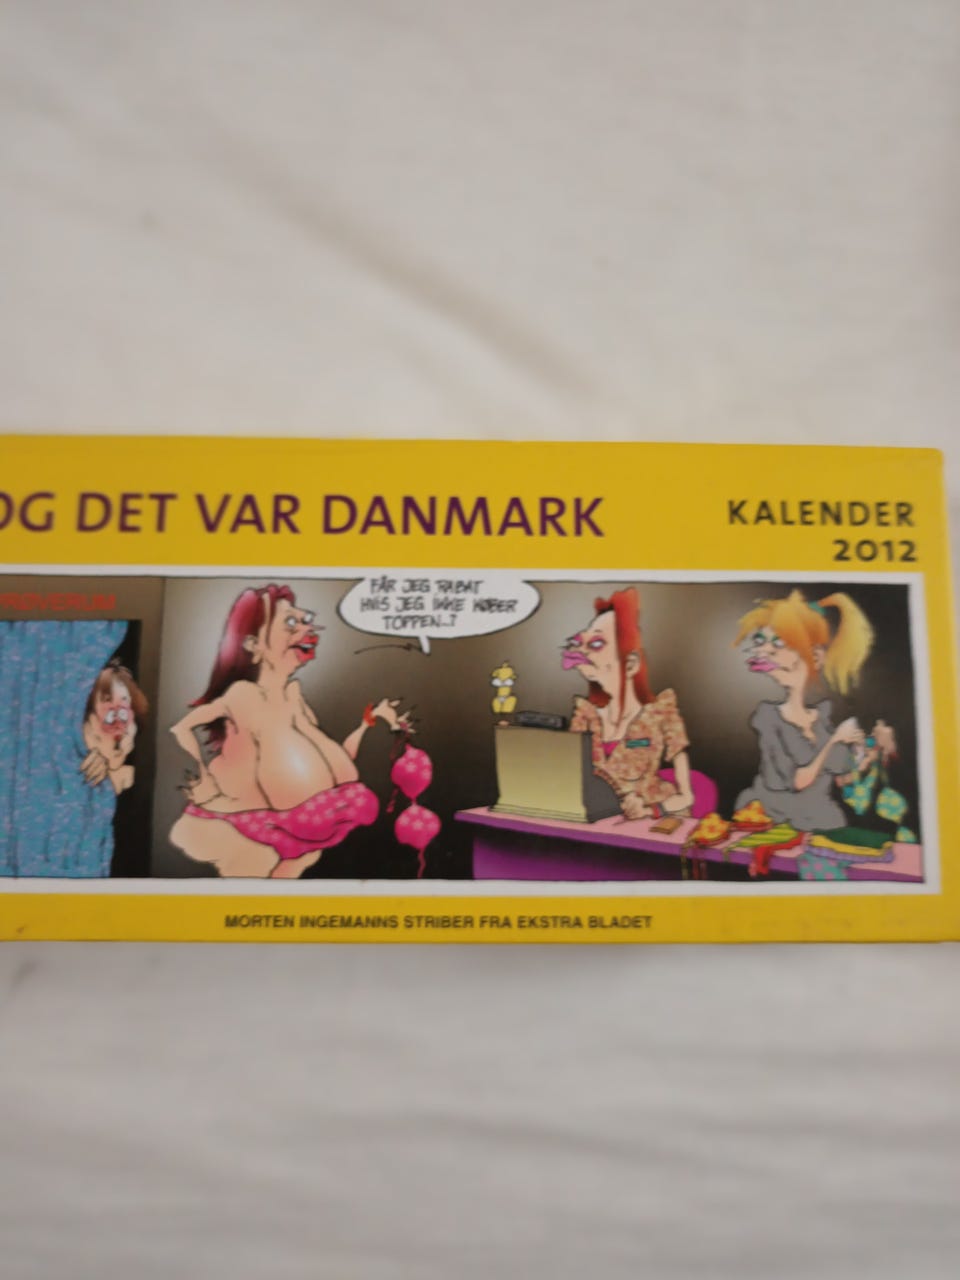 OG DET VAR DANMARK
KALENDER
2012
PRØVERUM
FÅR JEG RABAT
HVIS JEG IKKE KØBER
TOPPEN..?
MORTEN INGEMANNS STRIBER FRA EKSTRA BLADET